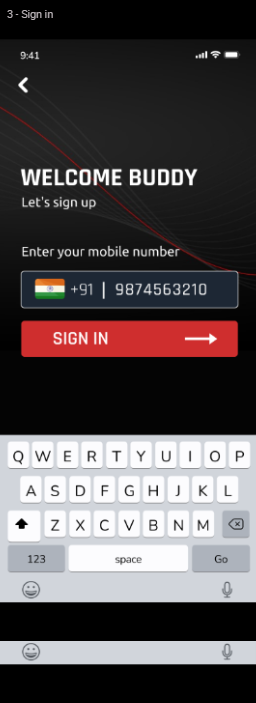 3 - Sign in
9:41
WELCOME BUDDY
Let's sign up
Enter your mobile number
+91 | 9874563210
SIGN IN
Q W E R T Y U I O P
A S D F G H J K L
Z X C V B N M
123 space Go